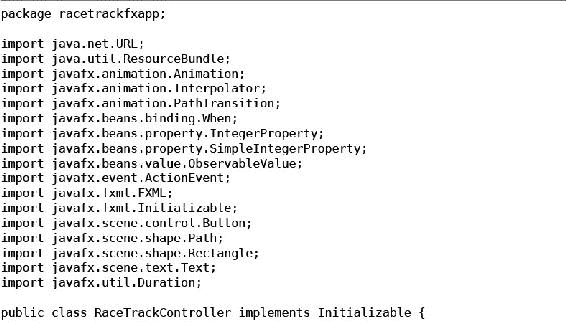 package racetrackfxapp;
import java.net.URL;
import java.util.ResourceBundle;
import javafx.animation.Animation;
import javafx.animation.Interpolator;
import javafx.animation.PathTransition;
import javafx.beans.binding.When;
import javafx.beans.property.IntegerProperty;
import javafx.beans.property.SimpleIntegerProperty;
import javafx.beans.value.ObservableValue;
import javafx.event.ActionEvent;
import javafx.fxml.FXML;
import javafx.fxml.Initializable;
import javafx.scene.control.Button;
import javafx.scene.shape.Path;
import javafx.scene.shape.Rectangle;
import javafx.scene.text.Text;
import javafx.util.Duration;
public class RaceTrackController implements Initializable {